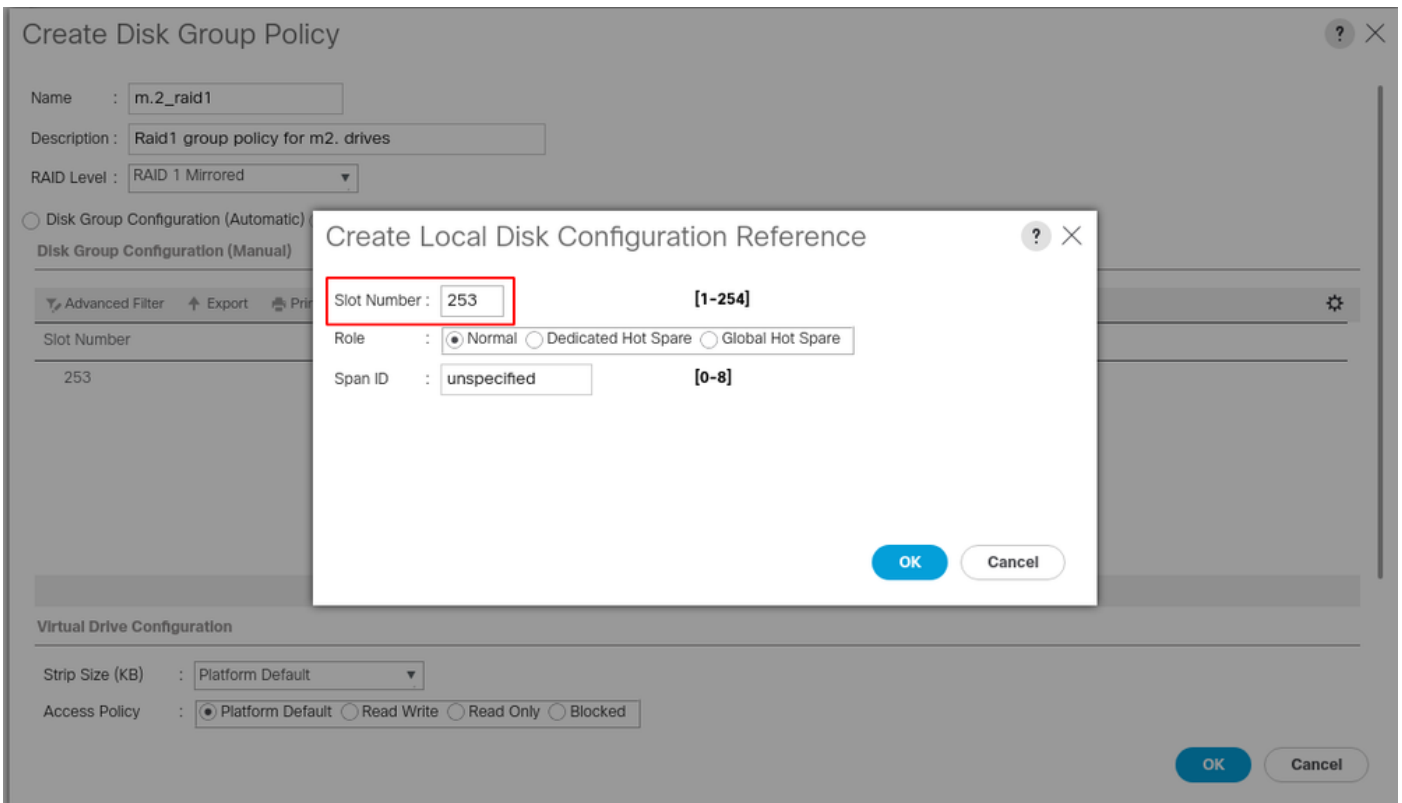 Create Disk Group Policy
?
Name : m.2_raid1
Description : Raid1 group policy for m2. drives
RAID Level : RAID 1 Mirrored
Disk Group Configuration (Automatic)
Disk Group Configuration (Manual)
Advanced Filter Export Prin
Slot Number
253
Create Local Disk Configuration Reference
?
Slot Number : 253 [1-254]
Role : Normal Dedicated Hot Spare Global Hot Spare
Span ID : unspecified [0-8]
OK Cancel
Virtual Drive Configuration
Strip Size (KB) : Platform Default
Access Policy : Platform Default Read Write Read Only Blocked
OK Cancel